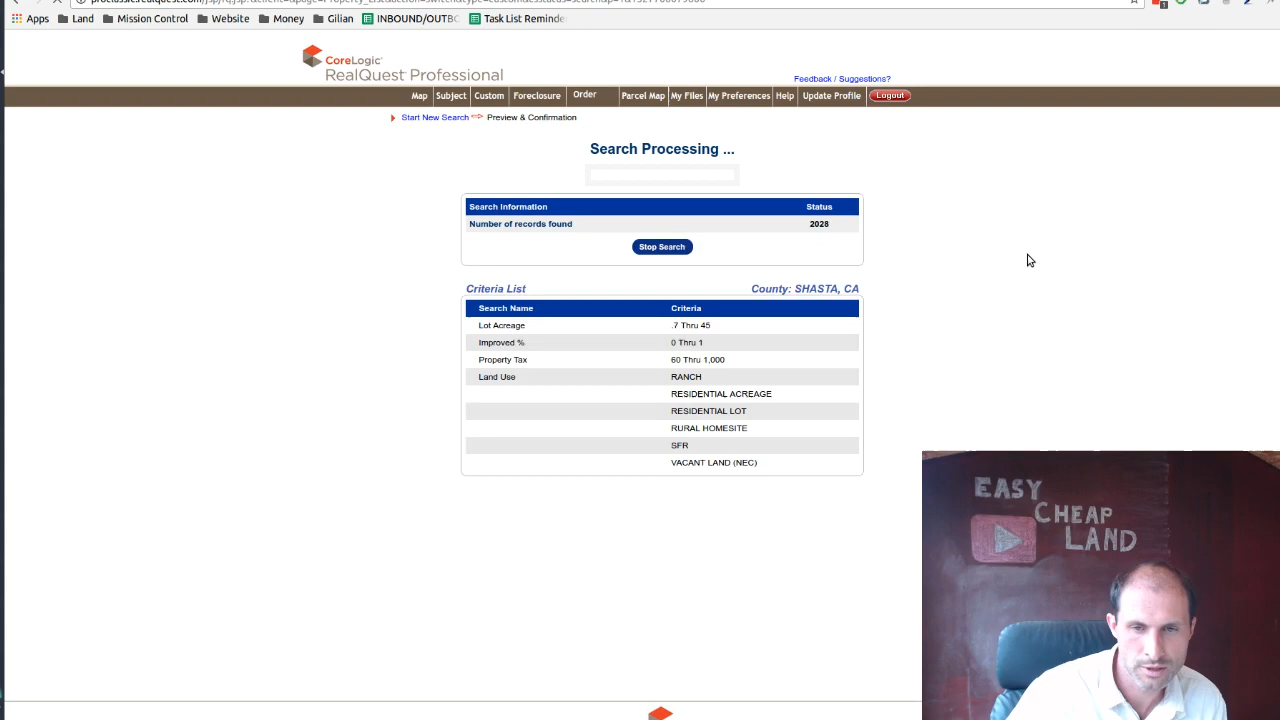 Apps Land Mission Control Website Money Gilian INBOUND/OUTBO Task List Reminde
CoreLogic
RealQuest Professional
Feedback / Suggestions?
Map Subject Custom Foreclosure Order Parcel Map My Files My Preferences Help Update Profile Logout
Start New Search Preview & Confirmation
Search Processing ...
Search Information Status
Number of records found 2028
Stop Search
Criteria List County: SHASTA, CA
Search Name Criteria
Lot Acreage .7 Thru 45
Improved % 0 Thru 1
Property Tax 60 Thru 1,000
Land Use RANCH
RESIDENTIAL ACREAGE
RESIDENTIAL LOT
RURAL HOMESITE
SFR
VACANT LAND (NEC)
EASY
CHEAP
LAND